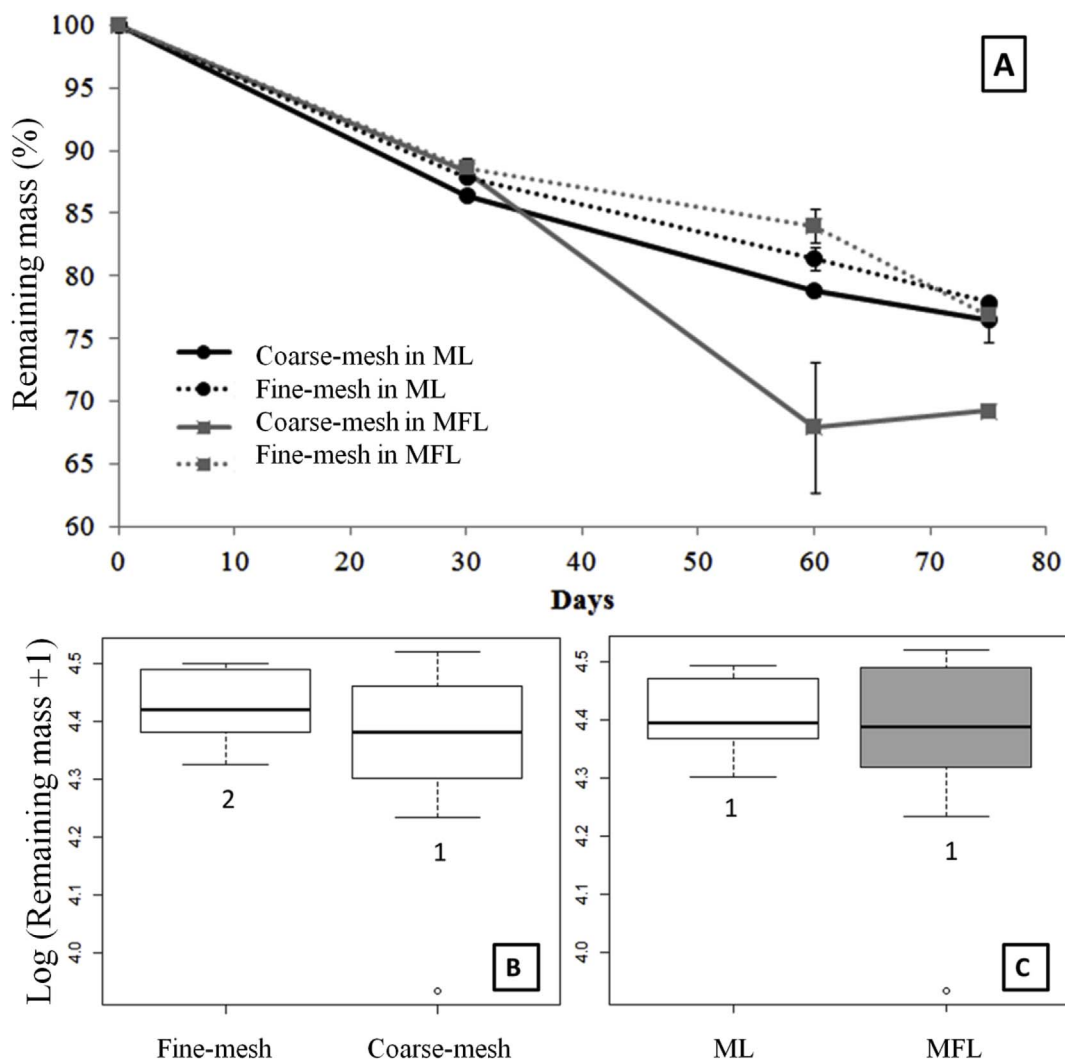 A
Remaining mass (%)
100
95
90
85
80
75
70
65
60
Coarse-mesh in ML
Fine-mesh in ML
Coarse-mesh in MFL
Fine-mesh in MFL
0 10 20 30 40 50 60 70 80
Days
Log (Remaining mass +1)
4.5
4.4
4.3
4.2
4.1
4.0
2
1
B
Fine-mesh Coarse-mesh
4.5
4.4
4.3
4.2
4.1
4.0
1
1
C
ML MFL